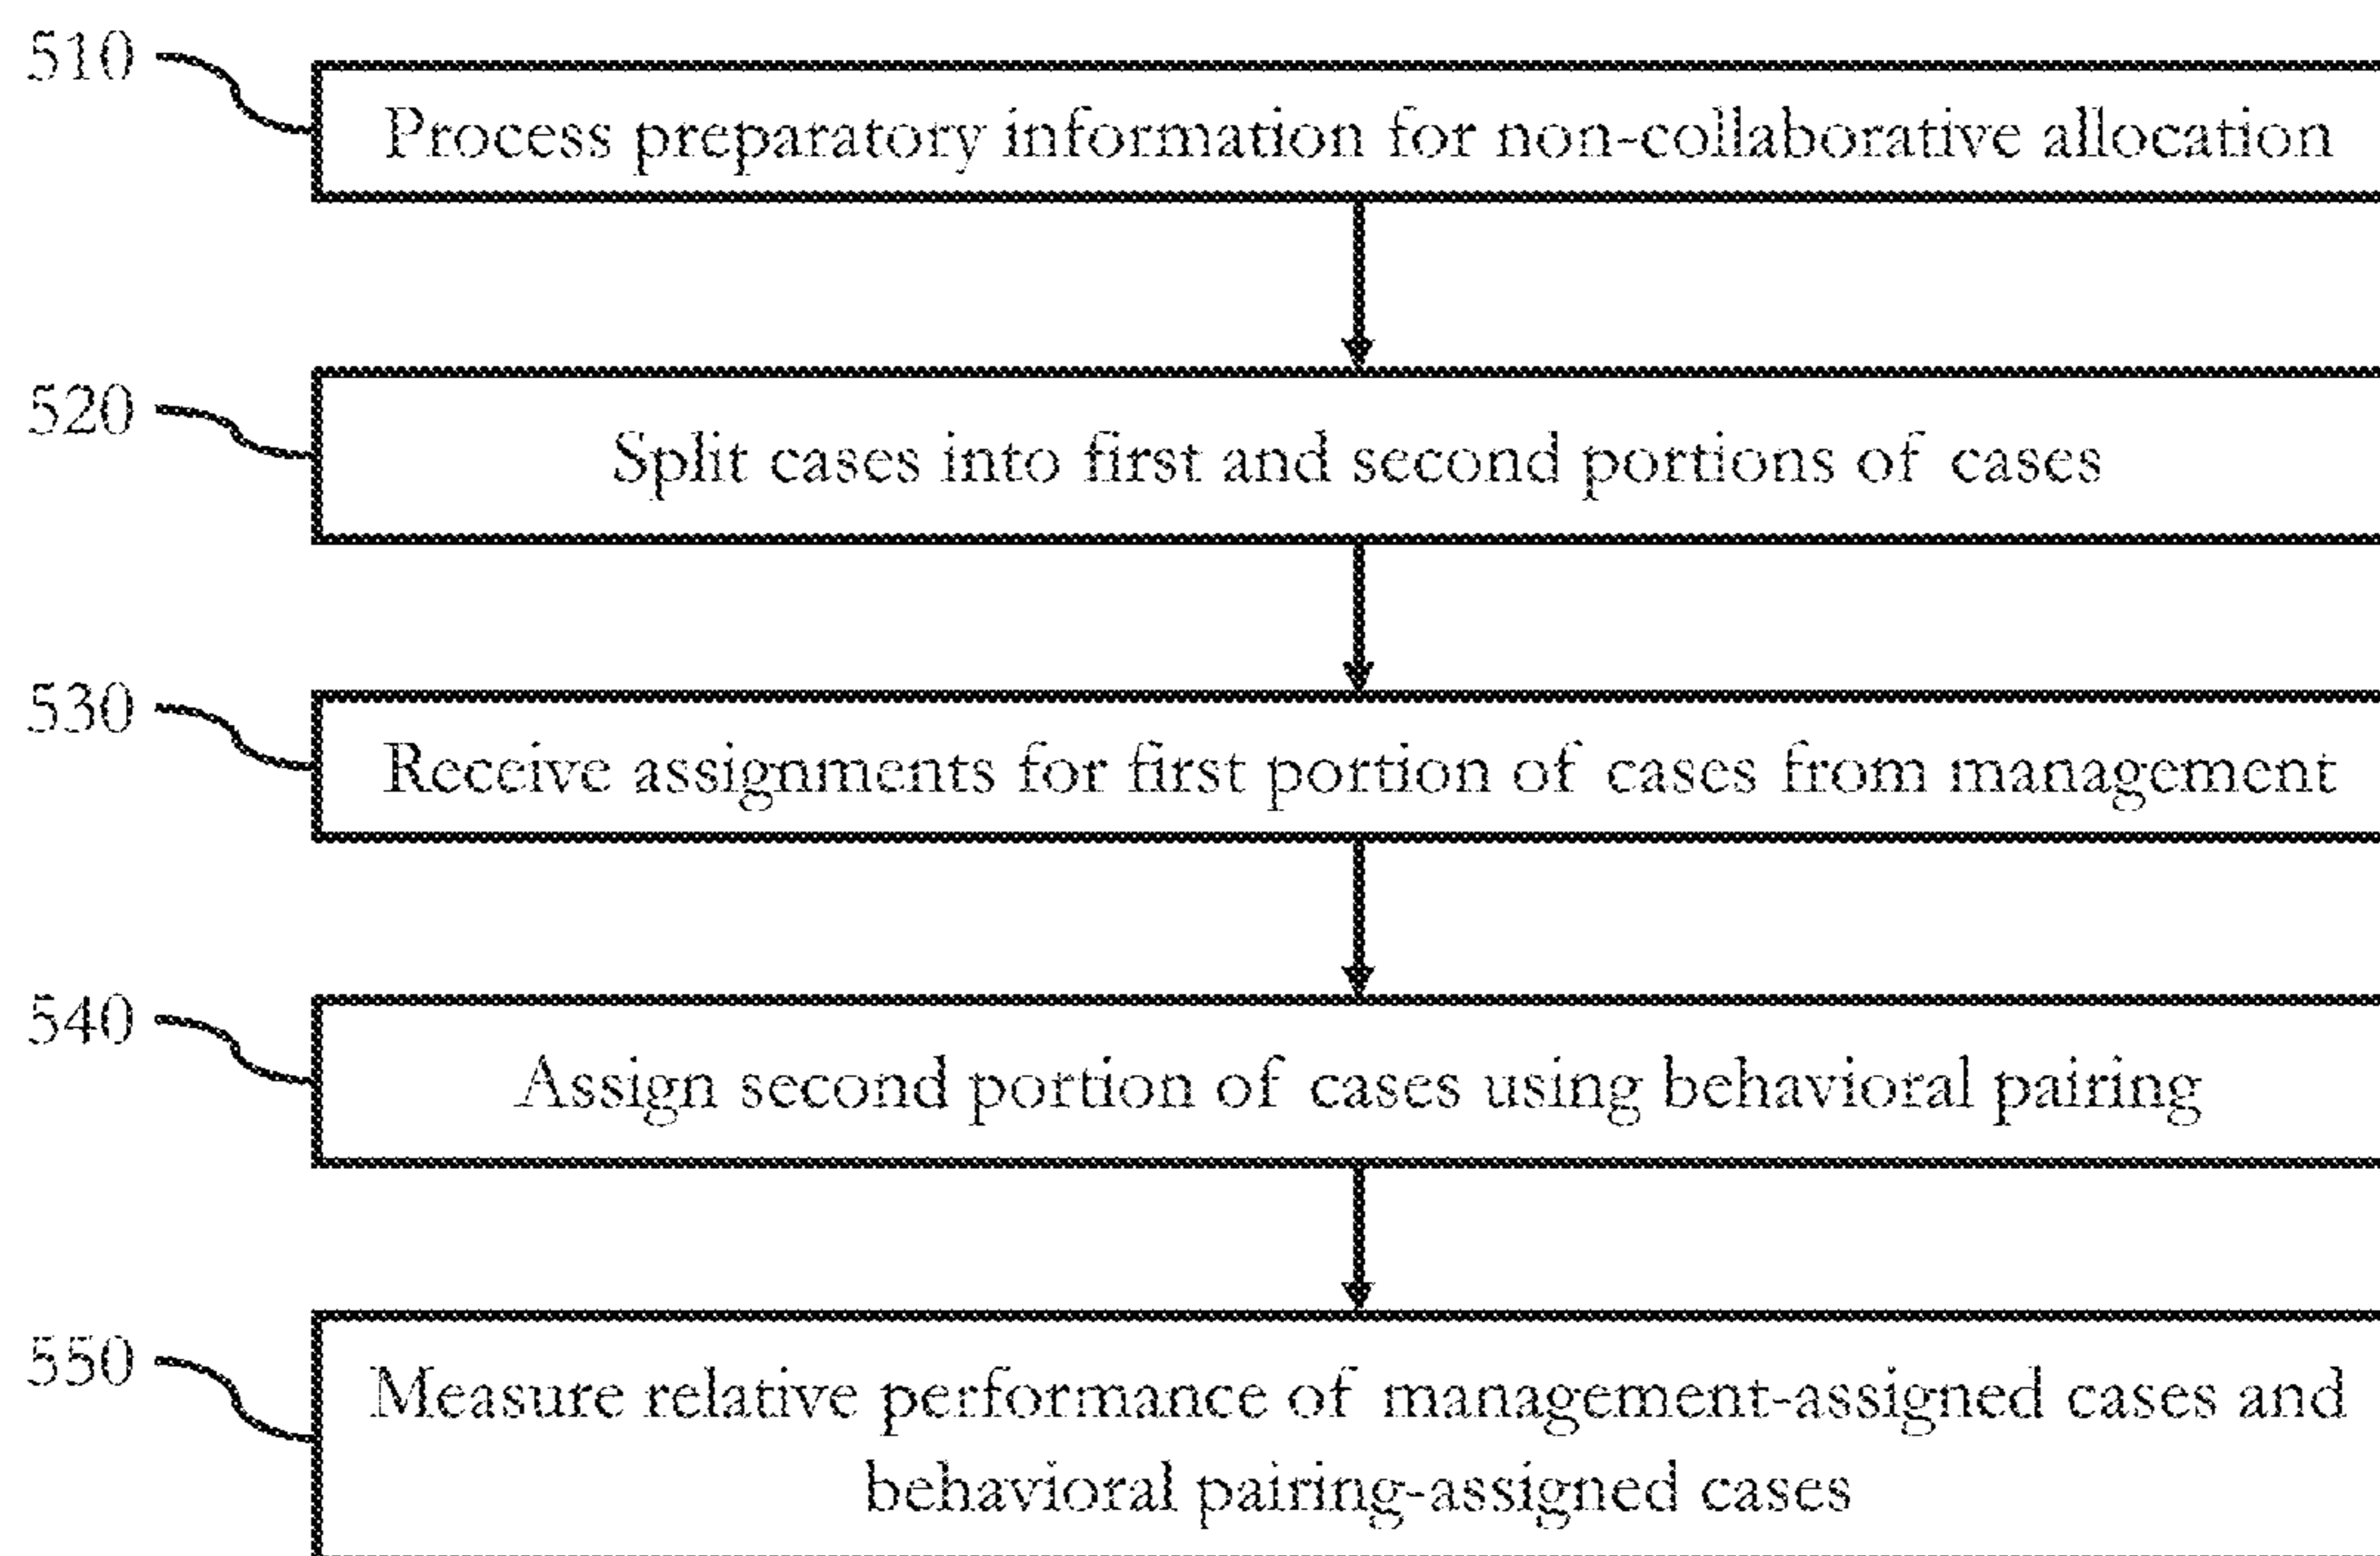 510
Process preparatory information for non-collaborative allocation
520
Split cases into first and second portions of cases
530
Receive assignments for first portion of cases from management
540
Assign second portion of cases using behavioral pairing
550
Measure relative performance of management-assigned cases and
behavioral pairing-assigned cases